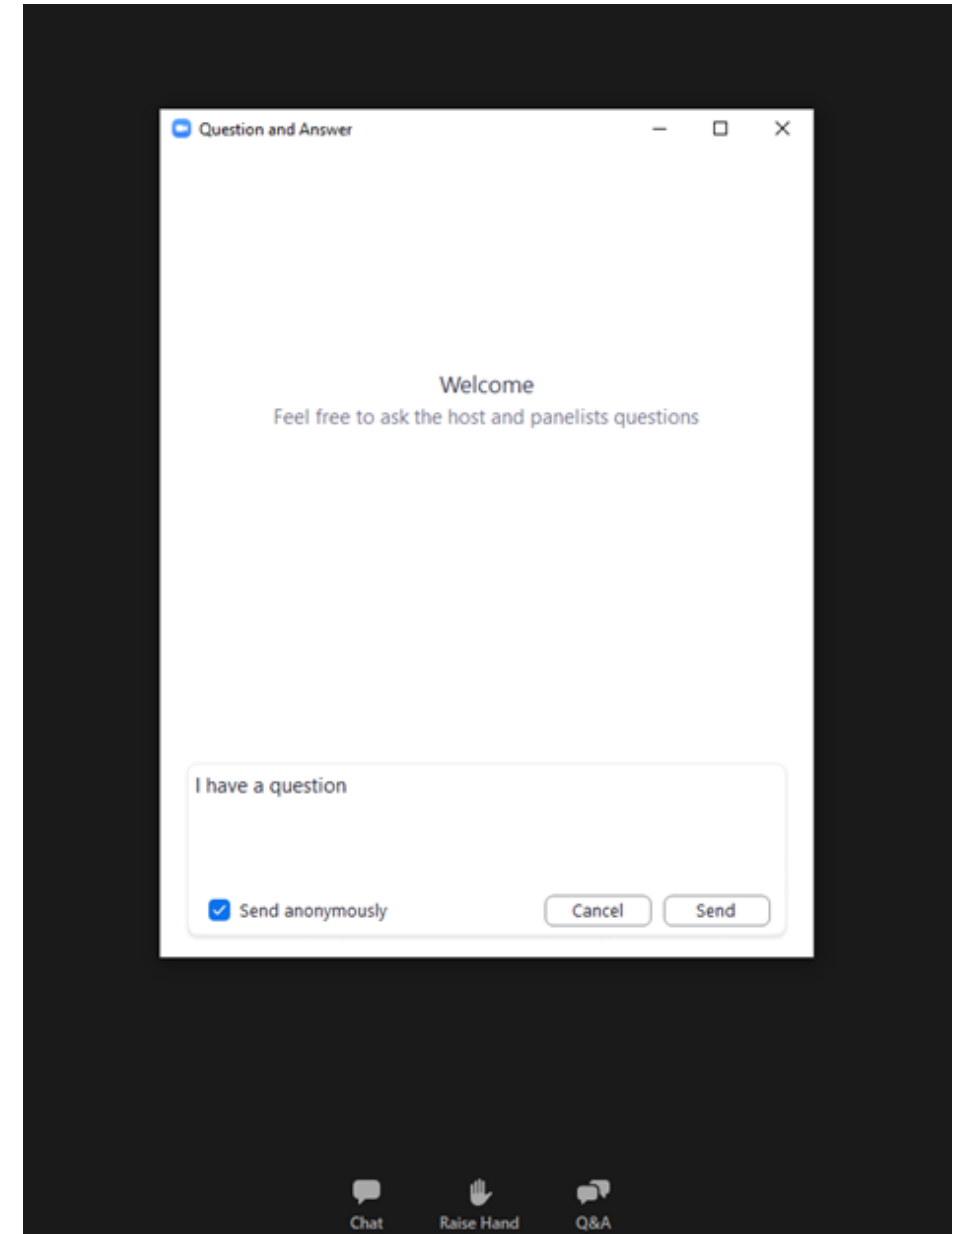 Question and Answer
Welcome
Feel free to ask the host and panelists questions
I have a question
Send anonymously Cancel Send
Chat Raise Hand Q&A